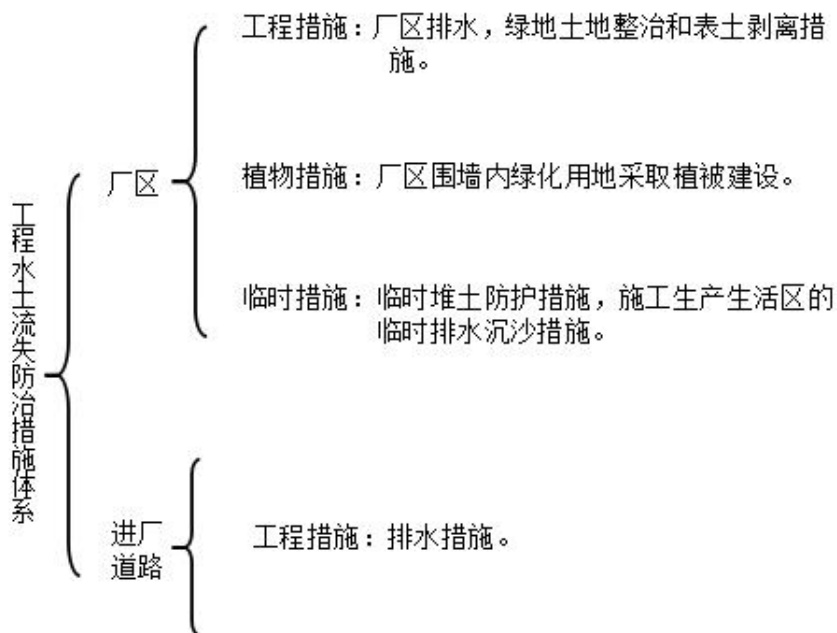 工程水土流失防治措施体系
厂区
工程措施：厂区排水，绿地土地整治和表土剥离措
施。
植物措施：厂区围墙内绿化用地采取植被建设。
临时措施：临时堆土防护措施，施工生产生活区的
临时排水沉沙措施。
进厂
道路
工程措施：排水措施。